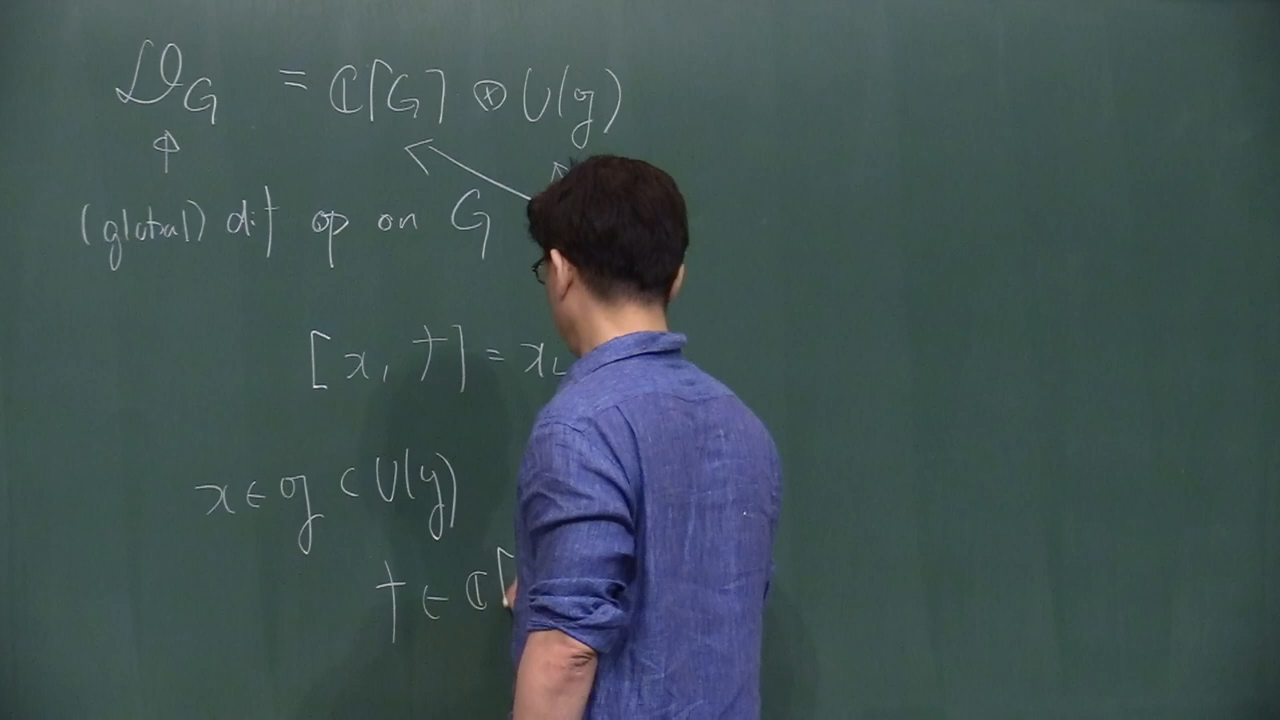 𝒟_G = ℂ[G] ⊗ U(𝔤)
↑
(global) dif op on G
[x, f] = x_L
x ∈ 𝔤 ⊂ U(𝔤)
f ∈ ℂ[